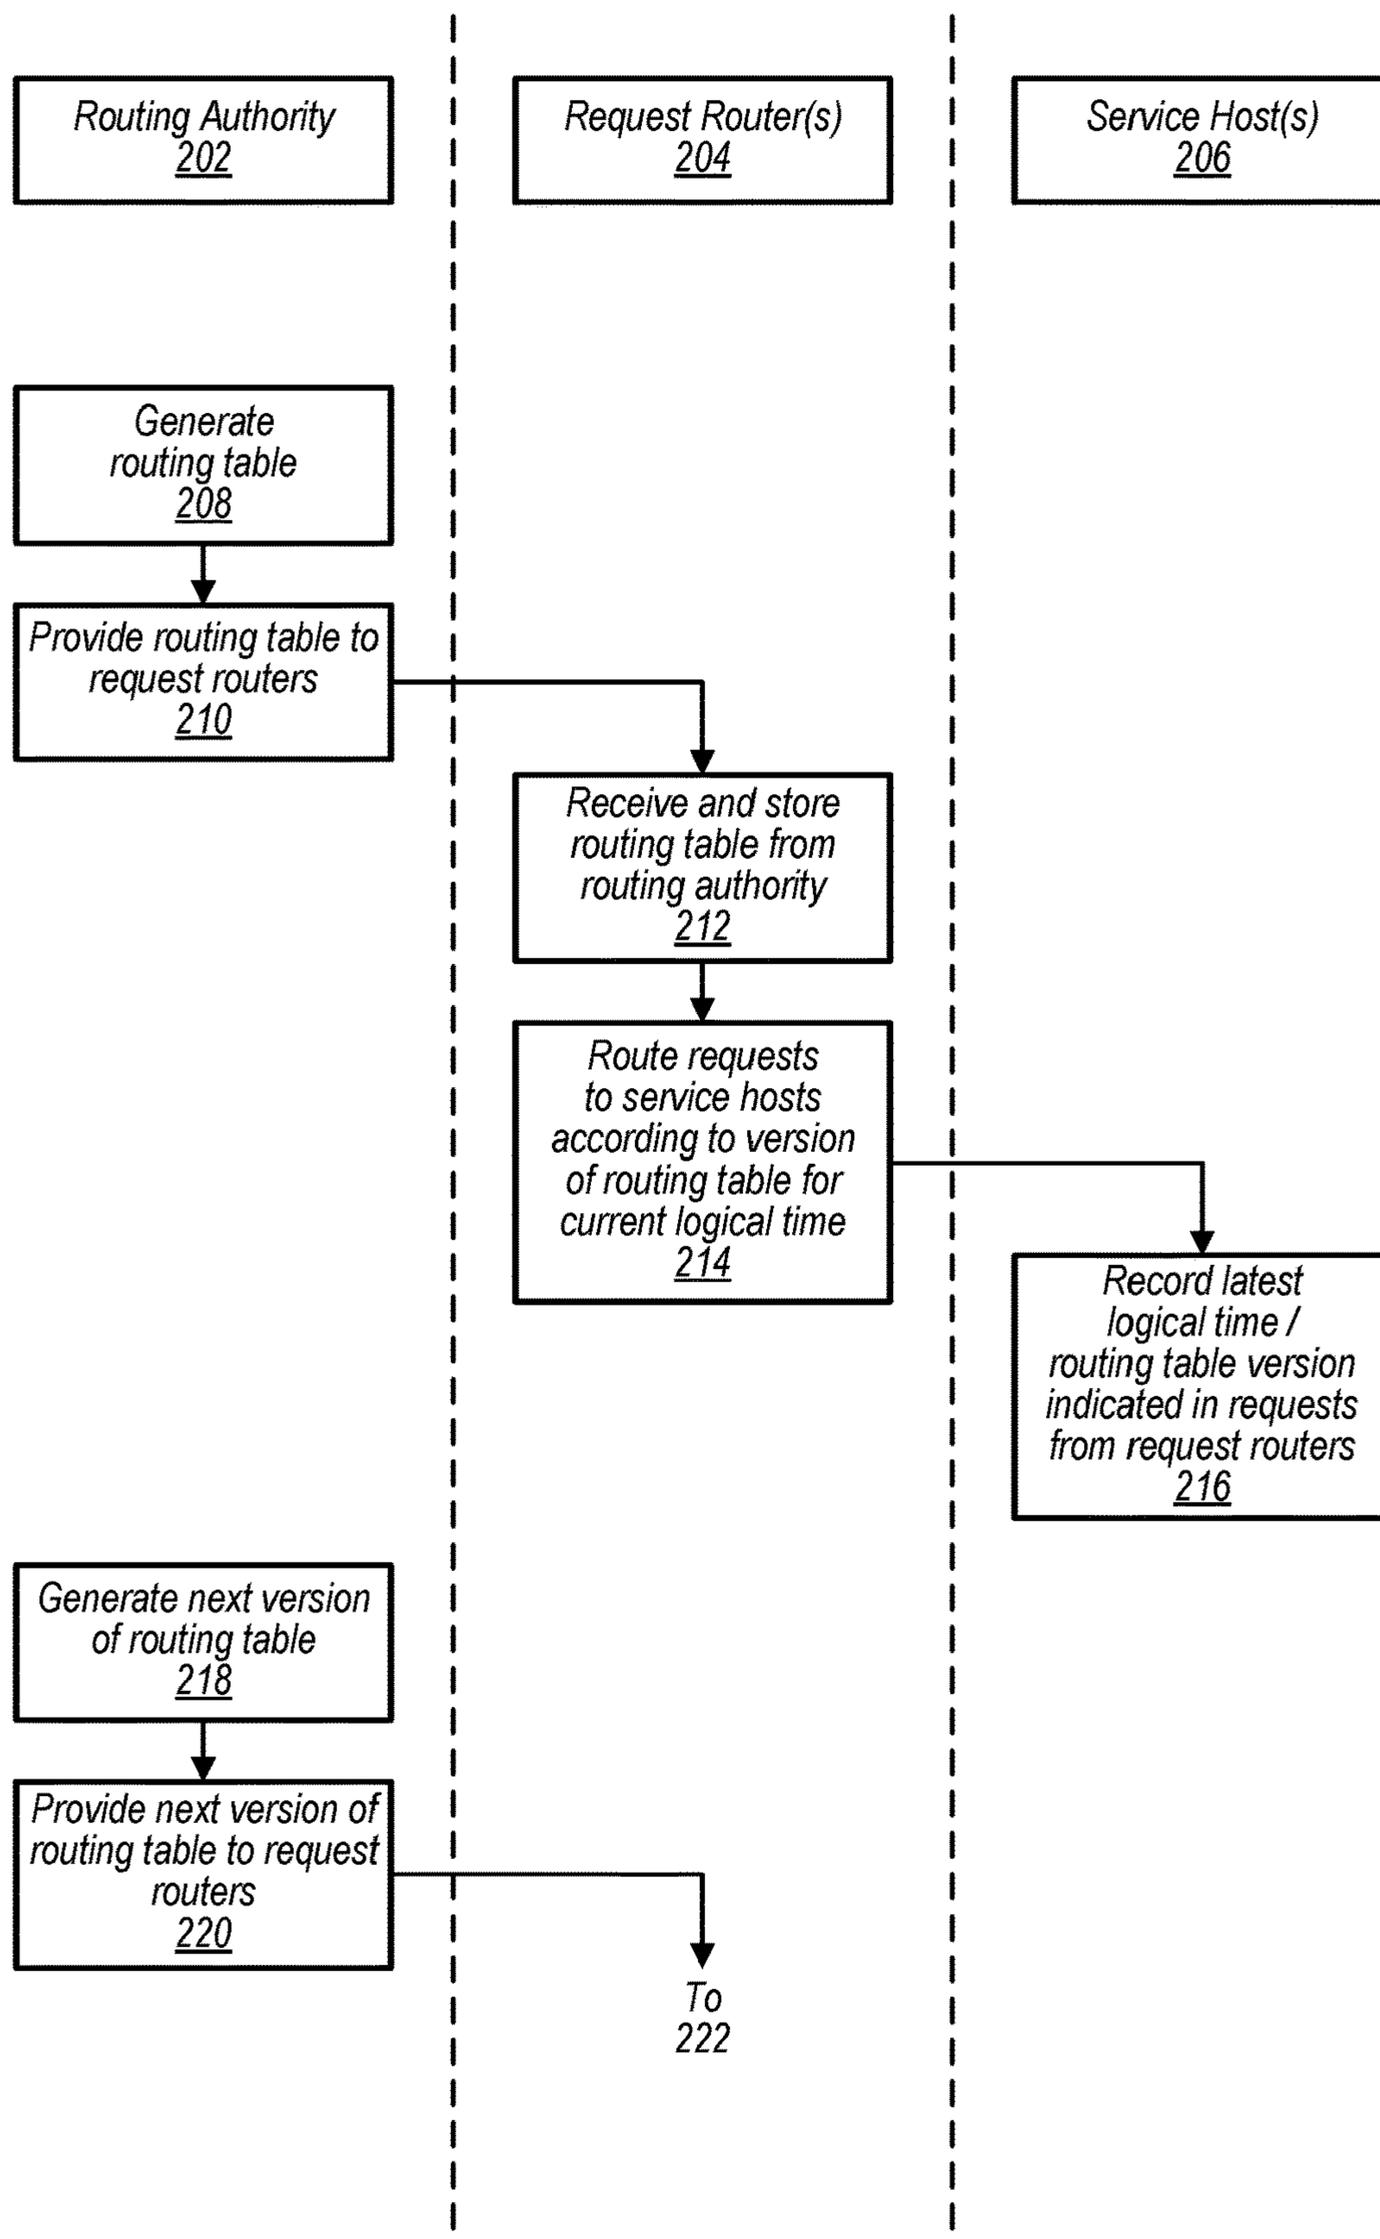 Routing Authority
202
Request Router(s)
204
Service Host(s)
206
Generate
routing table
208
Provide routing table to
request routers
210
Receive and store
routing table from
routing authority
212
Route requests
to service hosts
according to version
of routing table for
current logical time
214
Record latest
logical time /
routing table version
indicated in requests
from request routers
216
Generate next version
of routing table
218
Provide next version of
routing table to request
routers
220
To
222